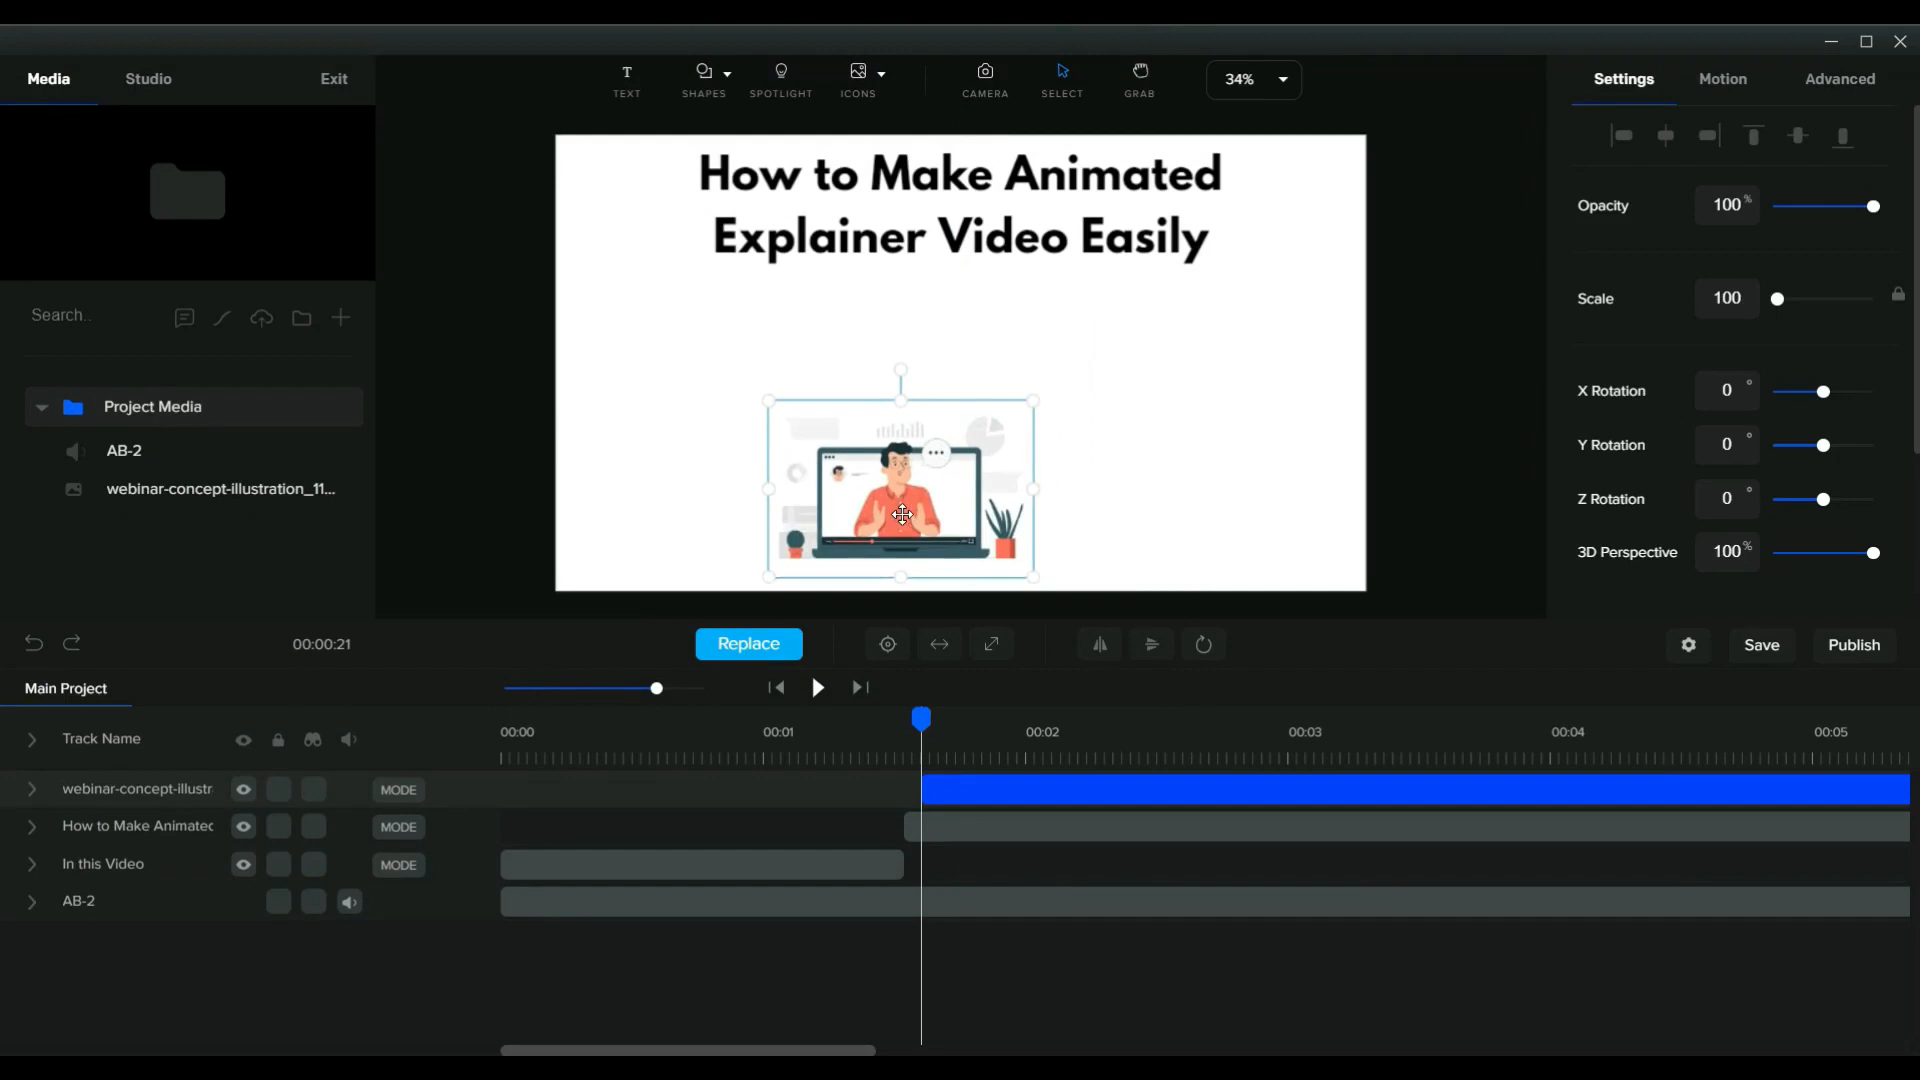 Media
Studio
Exit
TEXT
SHAPES
SPOTLIGHT
ICONS
CAMERA
SELECT
GRAB
34%
Settings
Motion
Advanced
How to Make Animated
Explainer Video Easily
Opacity
100 %
Scale
100
X Rotation
0 °
Y Rotation
0 °
Z Rotation
0 °
3D Perspective
100 %
Search..
Project Media
AB-2
webinar-concept-illustration_11...
00:00:21
Replace
Save
Publish
Main Project
Track Name
00:00
00:01
00:02
00:03
00:04
00:05
webinar-concept-illustr
MODE
How to Make Animated
MODE
In this Video
MODE
AB-2